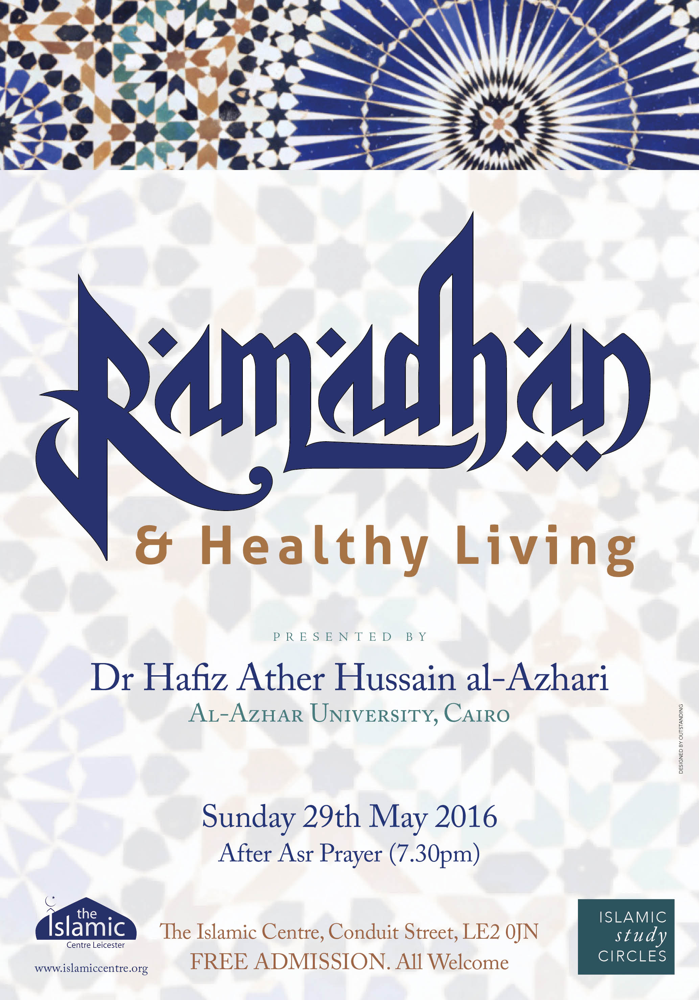 Ramadhan
& Healthy Living
PRESENTED BY
Dr Hafiz Ather Hussain al-Azhari
AL-AZHAR UNIVERSITY, CAIRO
DESIGNED BY OUTSTANDING
Sunday 29th May 2016
After Asr Prayer (7.30pm)
the
Islamic
Centre Leicester
www.islamiccentre.org
The Islamic Centre, Conduit Street, LE2 0JN
FREE ADMISSION. All Welcome
ISLAMIC
study
CIRCLES